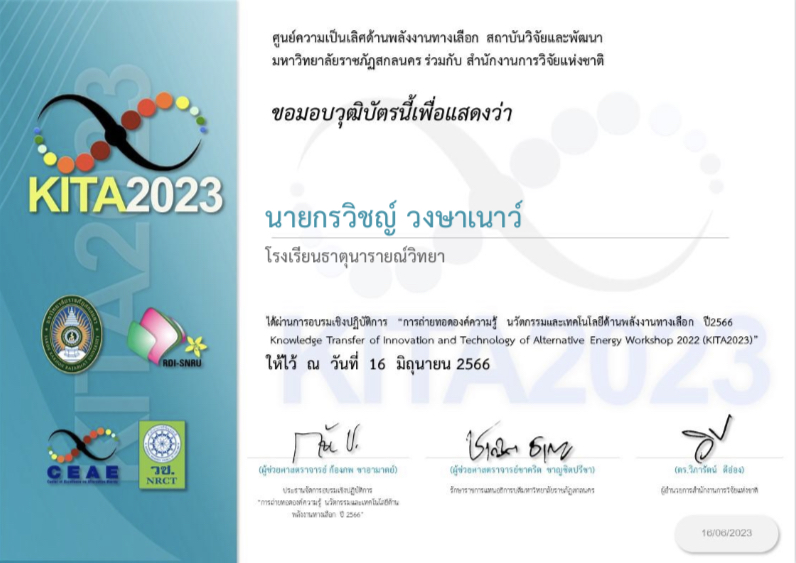 ศูนย์ความเป็นเลิศด้านพลังงานทางเลือก สถาบันวิจัยและพัฒนา
มหาวิทยาลัยราชภัฏสกลนคร ร่วมกับ สำนักงานการวิจัยแห่งชาติ
ขอมอบวุฒิบัตรนี้เพื่อแสดงว่า
KITA2023
นายกรวิชญ์ วงษาเนาว์
โรงเรียนธาตุนารายณ์วิทยา
ได้ผ่านการอบรมเชิงปฏิบัติการ "การถ่ายทอดองค์ความรู้ นวัตกรรมและเทคโนโลยีด้านพลังงานทางเลือก ปี2566
Knowledge Transfer of Innovation and Technology of Alternative Energy Workshop 2022 (KITA2023)"
ให้ไว้ ณ วันที่ 16 มิถุนายน 2566
KITA2023
KITA2023
RDI-SNRU
CEAE
วช.
NRCT
(ผู้ช่วยศาสตราจารย์ ก้องภพ ชาอามาตย์)
ประธานจัดการอบรมเชิงปฏิบัติการ
"การถ่ายทอดองค์ความรู้ นวัตกรรมและเทคโนโลยีด้าน
พลังงานทางเลือก ปี 2566"
(ผู้ช่วยศาสตราจารย์ชาคริต ชาญชิตปรีชา)
รักษาราชการแทนอธิการบดีมหาวิทยาลัยราชภัฏสกลนคร
(ดร.วิภารัตน์ ดีอ่อง)
ผู้อำนวยการสำนักงานการวิจัยแห่งชาติ
16/06/2023